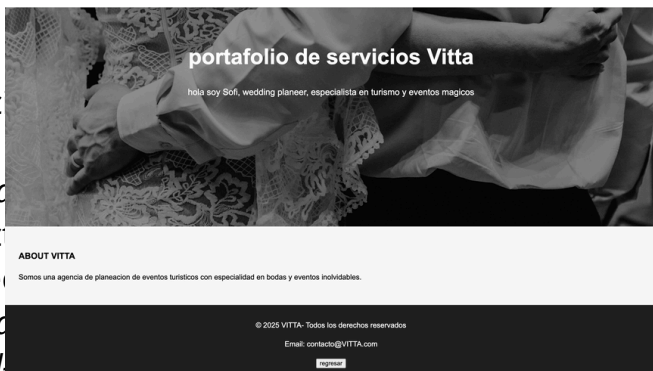 portafolio de servicios Vitta
hola soy Sofi, wedding planeer, especialista en turismo y eventos magicos
ABOUT VITTA
Somos una agencia de planeacion de eventos turisticos con especialidad en bodas y eventos inolvidables.
© 2025 VITTA- Todos los derechos reservados
Email: contacto@VITTA.com
regresar